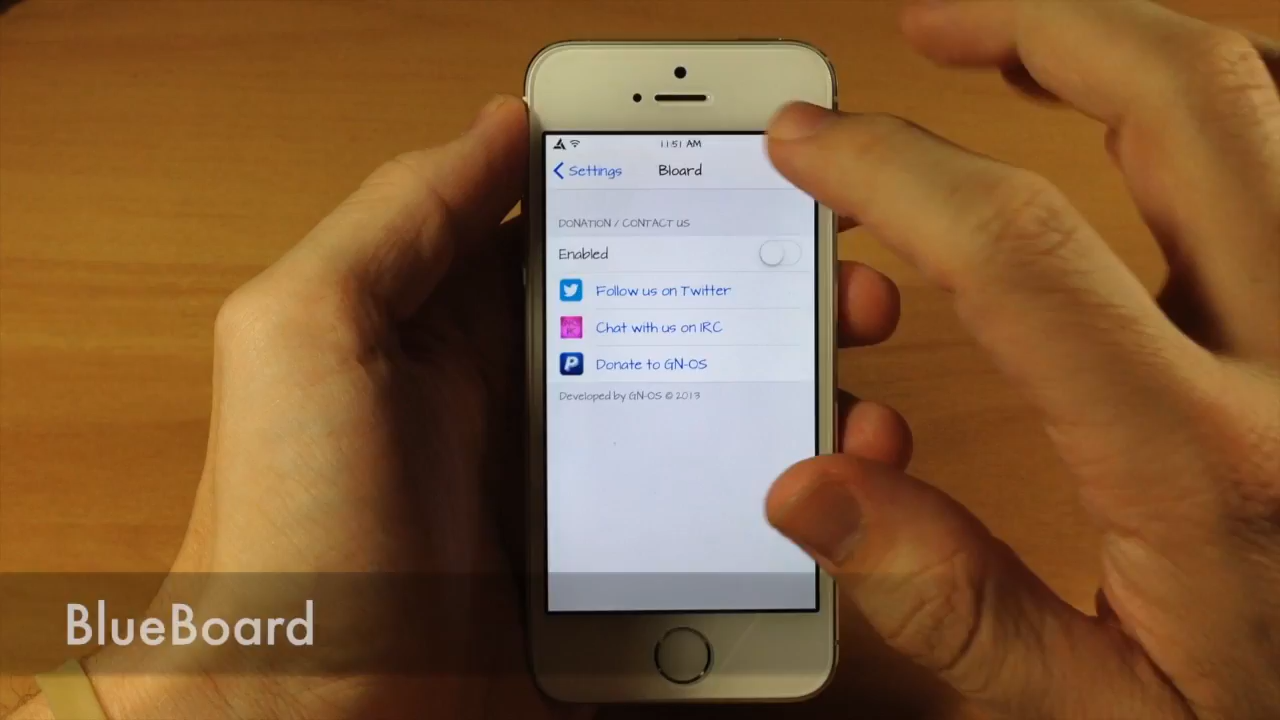 11:51 AM
Settings
Bloard
DONATION / CONTACT US
Enabled
Follow us on Twitter
Chat with us on IRC
P
Donate to GN-OS
Developed by GN-OS © 2013
BlueBoard